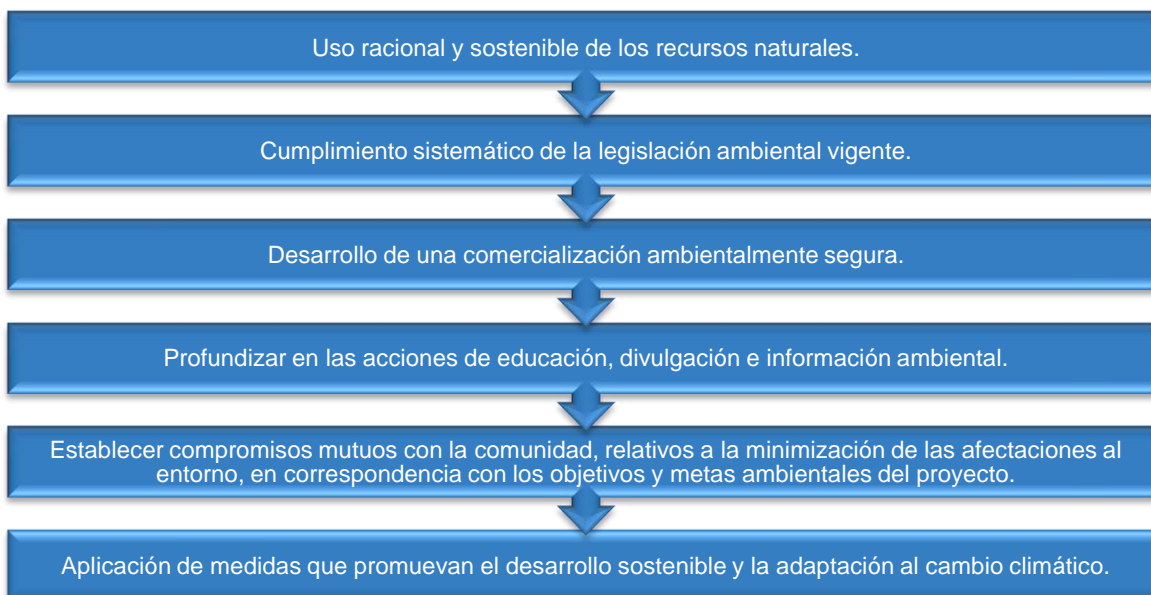 Uso racional y sostenible de los recursos naturales.
Cumplimiento sistemático de la legislación ambiental vigente.
Desarrollo de una comercialización ambientalmente segura.
Profundizar en las acciones de educación, divulgación e información ambiental.
Establecer compromisos mutuos con la comunidad, relativos a la minimización de las afectaciones al
entorno, en correspondencia con los objetivos y metas ambientales del proyecto.
Aplicación de medidas que promuevan el desarrollo sostenible y la adaptación al cambio climático.